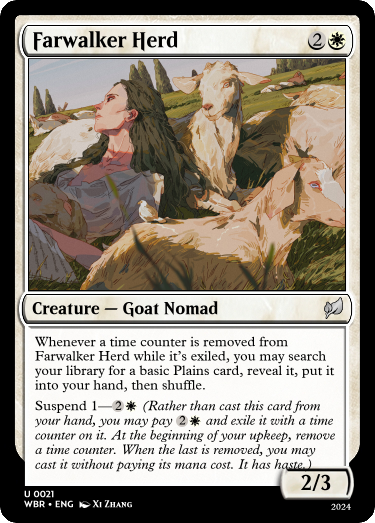 Farwalker Herd 2
Creature — Goat Nomad
Whenever a time counter is removed from
Farwalker Herd while it's exiled, you may search
your library for a basic Plains card, reveal it, put it
into your hand, then shuffle.
Suspend 1—2 (Rather than cast this card from
your hand, you may pay 2 and exile it with a time
counter on it. At the beginning of your upkeep, remove
a time counter. When the last is removed, you may
cast it without paying its mana cost. It has haste.)
2/3
U 0021
WBR • ENG Xi Zhang
2024